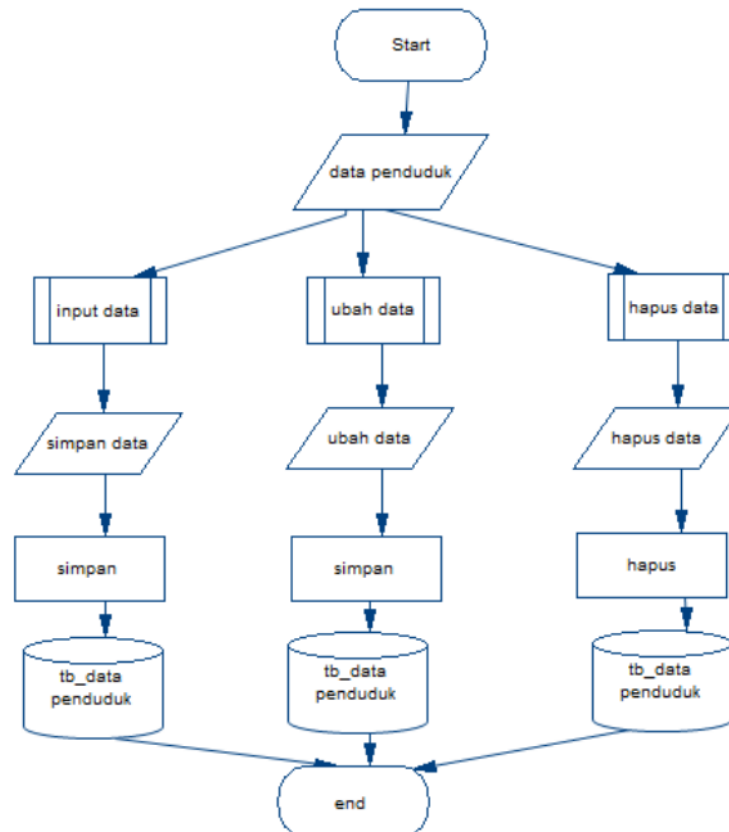 Start
data penduduk
input data
ubah data
hapus data
simpan data
ubah data
hapus data
simpan
simpan
hapus
tb_data
penduduk
tb_data
penduduk
tb_data
penduduk
end